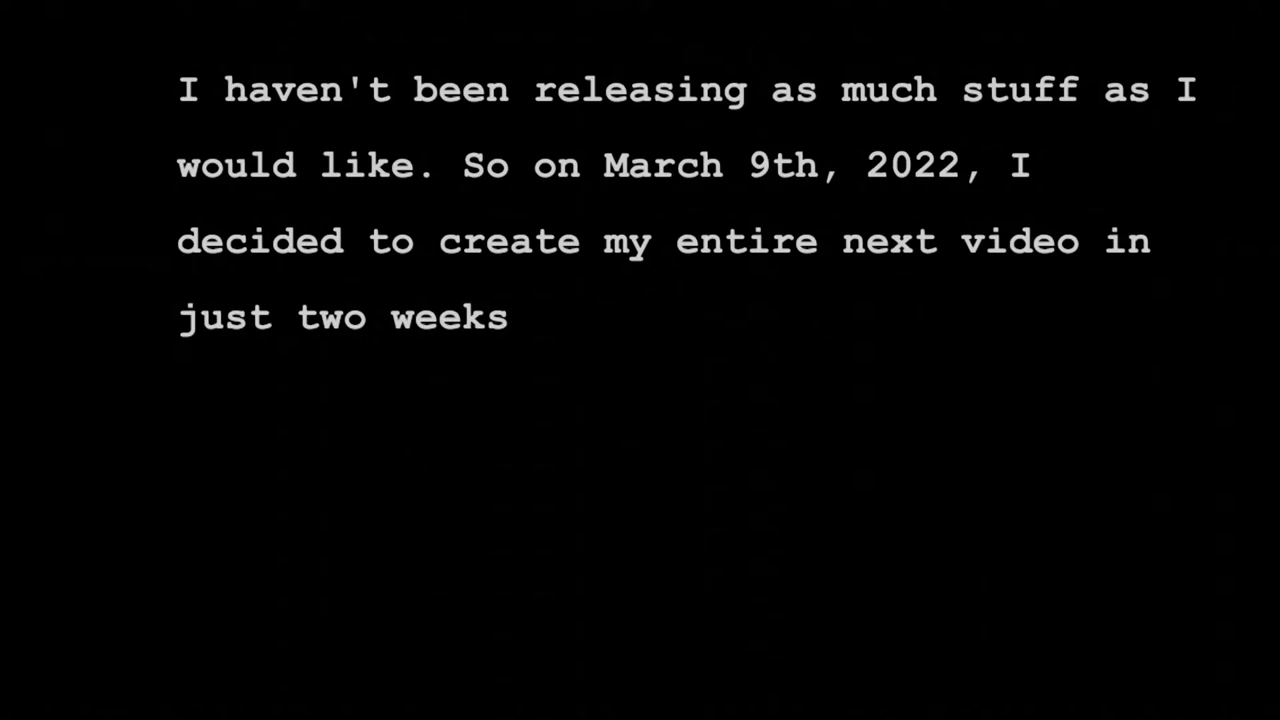 I haven't been releasing as much stuff as I
would like. So on March 9th, 2022, I
decided to create my entire next video in
just two weeks